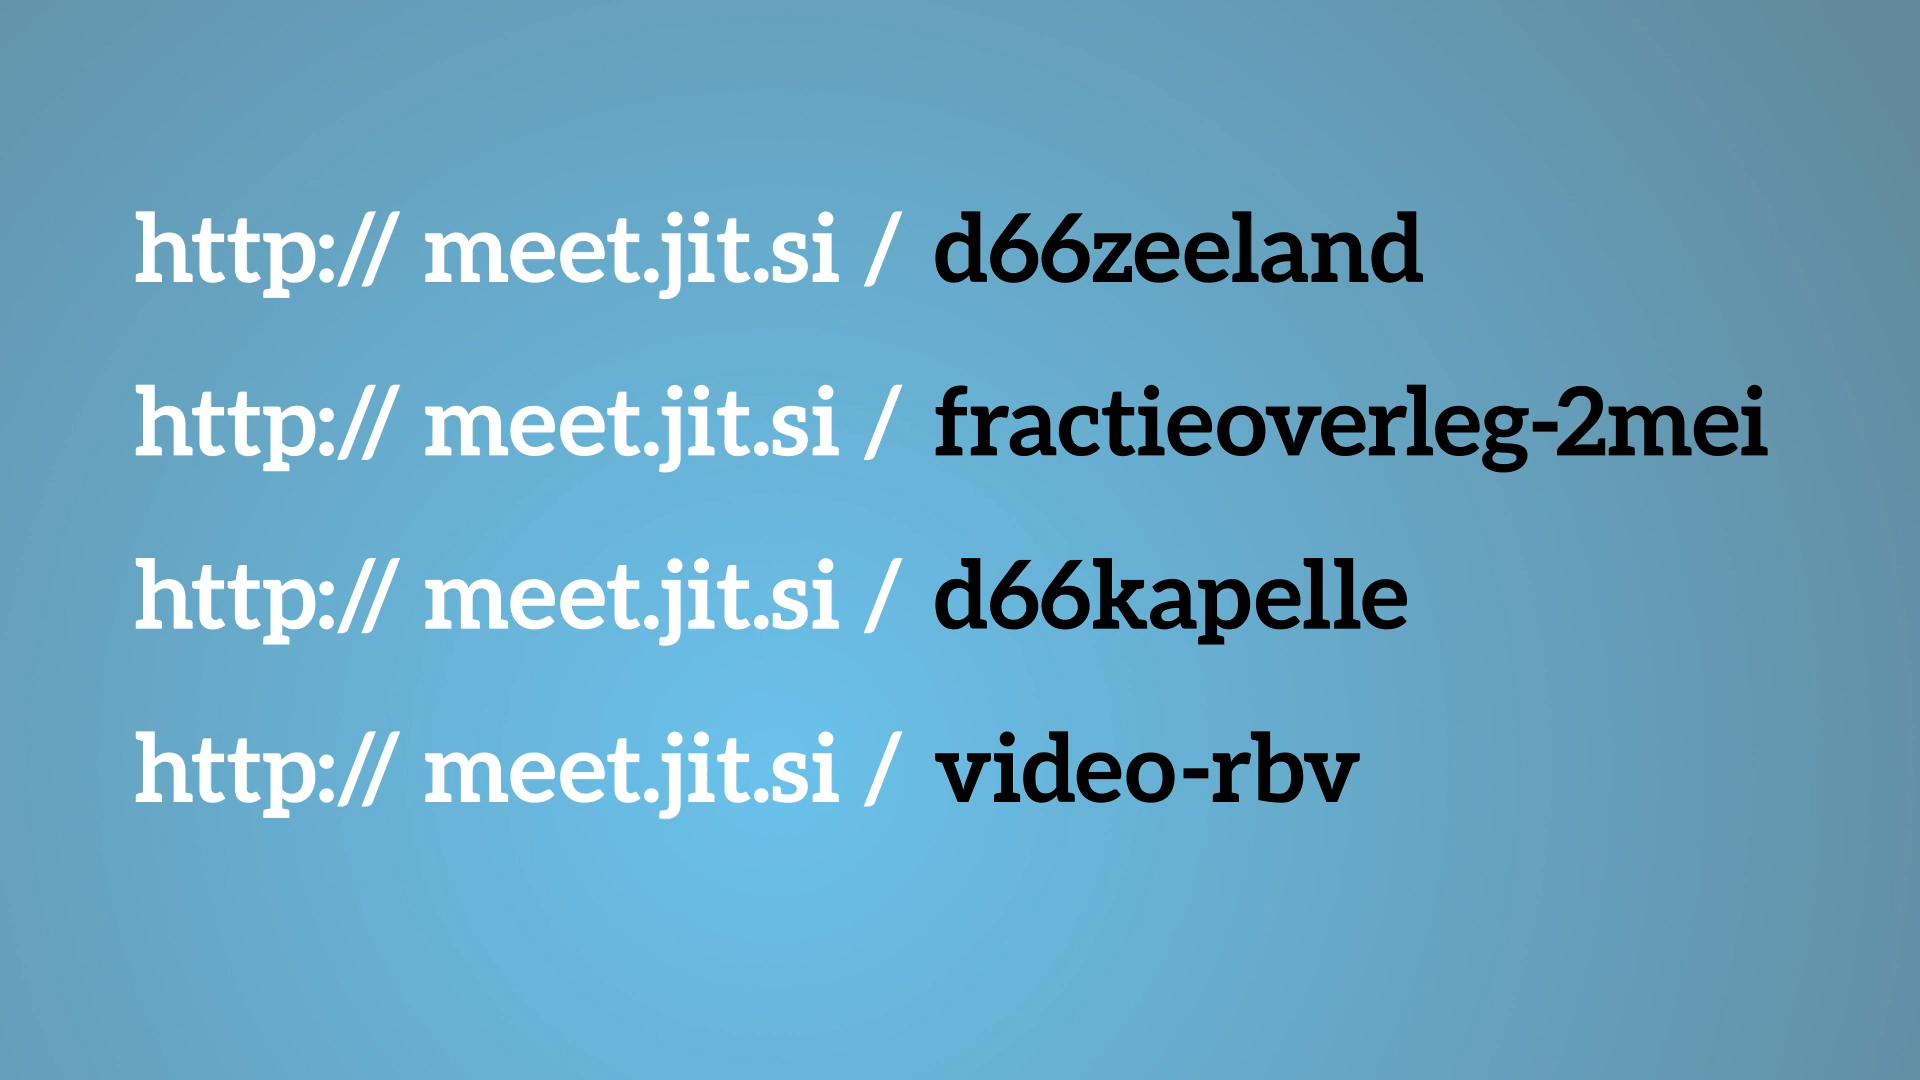 http:// meet.jit.si / d66zeeland
http:// meet.jit.si / fractieoverleg-2mei
http:// meet.jit.si / d66kapelle
http:// meet.jit.si / video-rbv